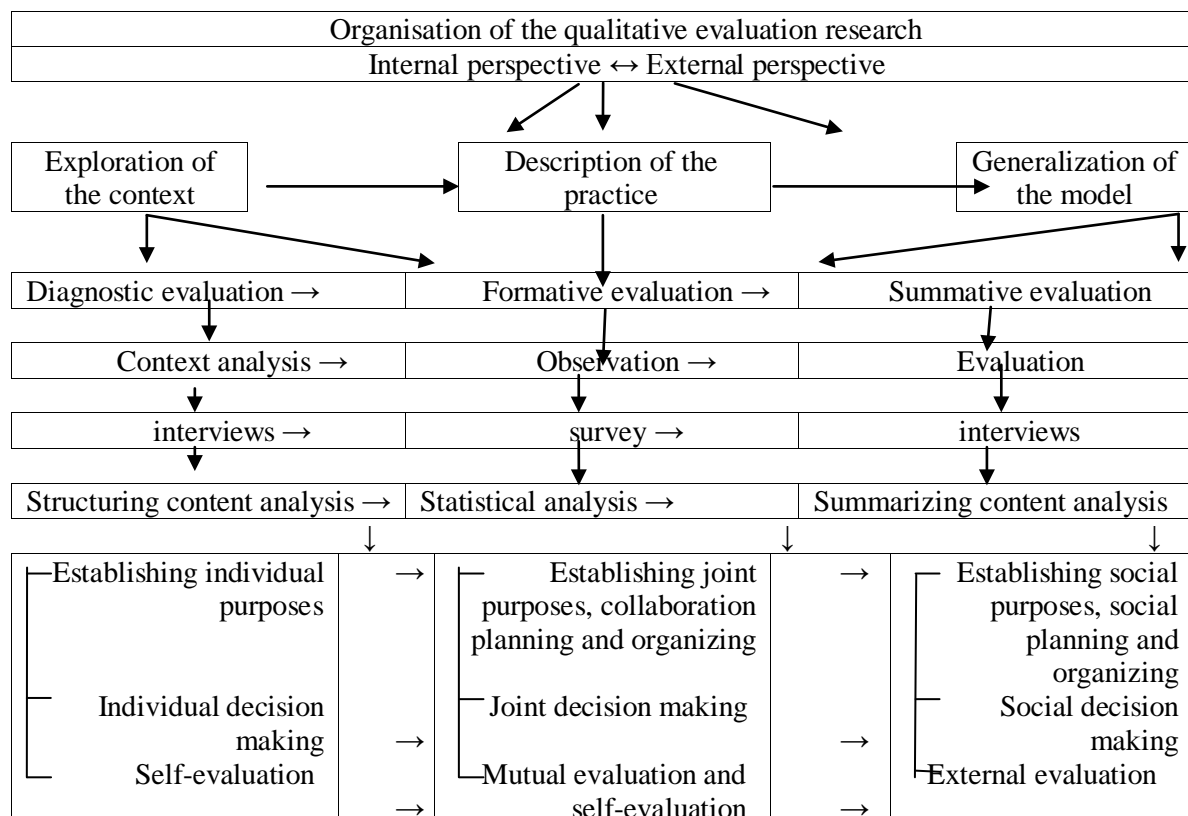 Organisation of the qualitative evaluation research
Internal perspective ↔ External perspective
Exploration of
the context
Description of the
practice
Generalization of
the model
Diagnostic evaluation →
Formative evaluation →
Summative evaluation
Context analysis →
Observation →
Evaluation
interviews →
survey →
interviews
Structuring content analysis →
Statistical analysis →
Summarizing content analysis
↓ ↓ ↓
Establishing individual
purposes
→
Establishing joint
purposes, collaboration
planning and organizing
→
Establishing social
purposes, social
planning and
organizing
Individual decision
making
→
Joint decision making
→
Social decision
making
Self-evaluation
→
Mutual evaluation and
self-evaluation
→
External evaluation